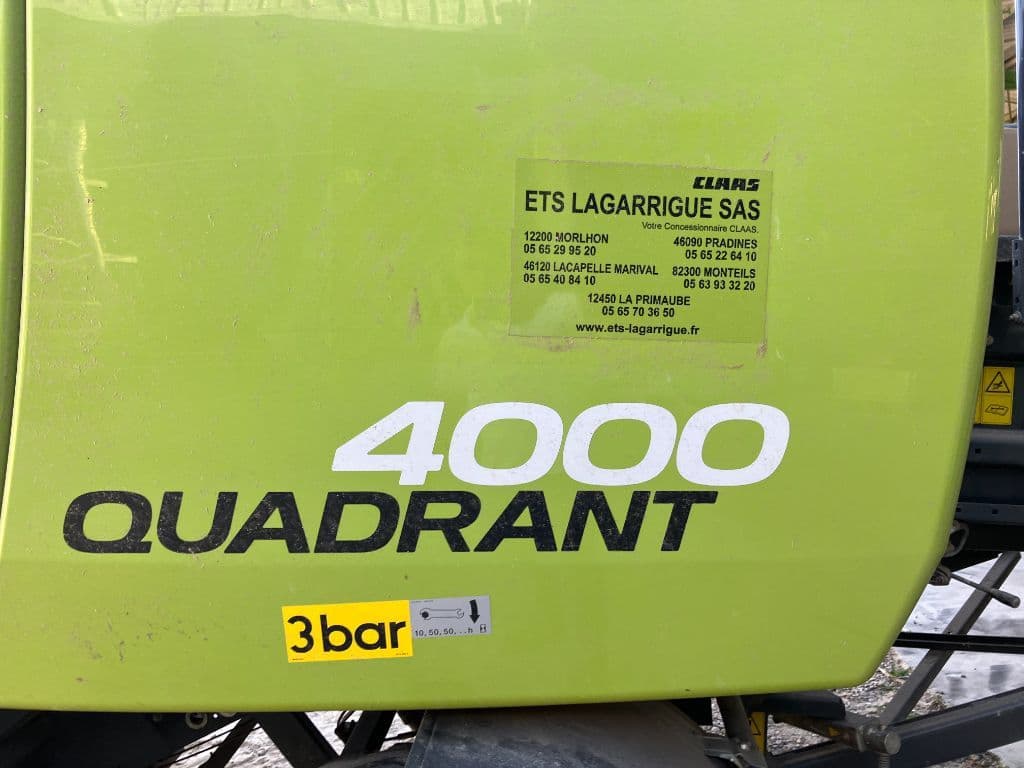 CLAAS
ETS LAGARRIGUE SAS
Votre Concessionnaire CLAAS.
12200 MORLHON 46090 PRADINES
05 65 29 95 20 05 65 22 64 10
46120 LACAPELLE MARIVAL 82300 MONTEILS
05 65 40 84 10 05 63 93 32 20
12450 LA PRIMAUBE
05 65 70 36 50
www.ets-lagarrigue.fr
4000
QUADRANT
3bar
10,50,50,..h